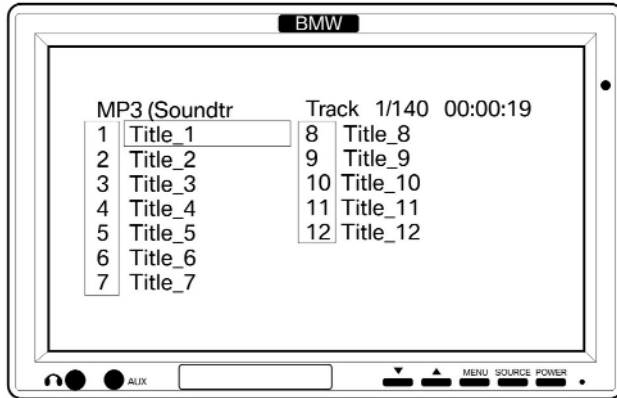 BMW
MP3 (Soundtr Track 1/140 00:00:19
1 Title_1
2 Title_2
3 Title_3
4 Title_4
5 Title_5
6 Title_6
7 Title_7
8 Title_8
9 Title_9
10 Title_10
11 Title_11
12 Title_12
AUX
MENU SOURCE POWER